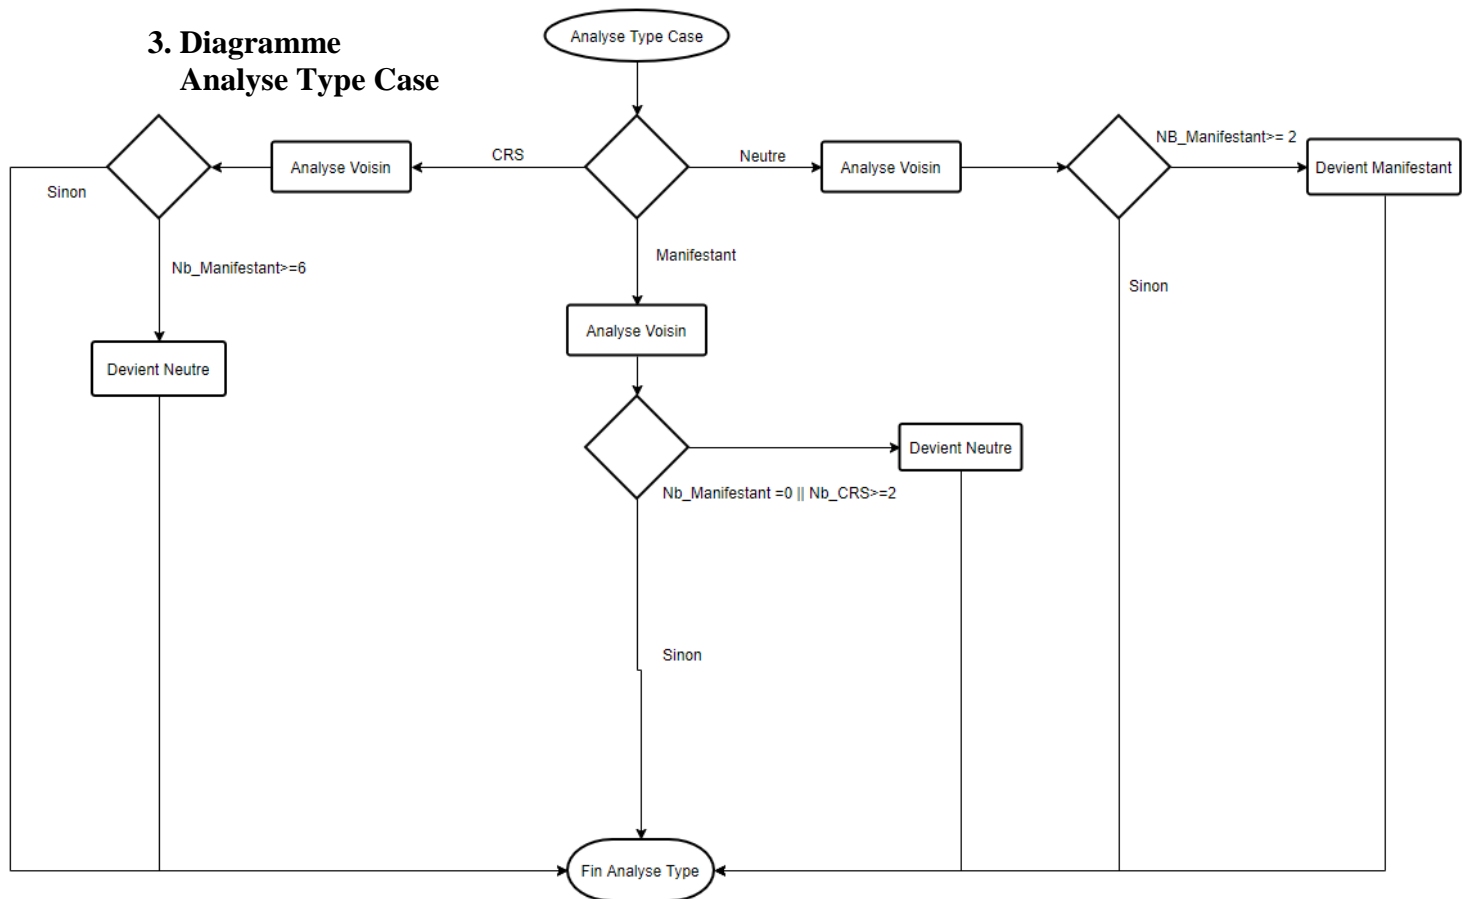 3. Diagramme
Analyse Type Case
Analyse Type Case
NB_Manifestant>= 2
CRS
Neutre
Analyse Voisin
Analyse Voisin
Devient Manifestant
Sinon
Manifestant
Nb_Manifestant>=6
Sinon
Analyse Voisin
Devient Neutre
Devient Neutre
Nb_Manifestant =0 || Nb_CRS>=2
Sinon
Fin Analyse Type